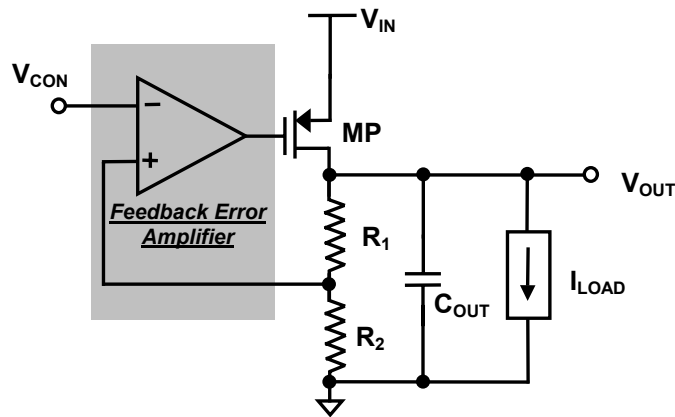 V_IN
V_CON
−
MP
+
V_OUT
Feedback Error
Amplifier
R_1
I_LOAD
C_OUT
R_2